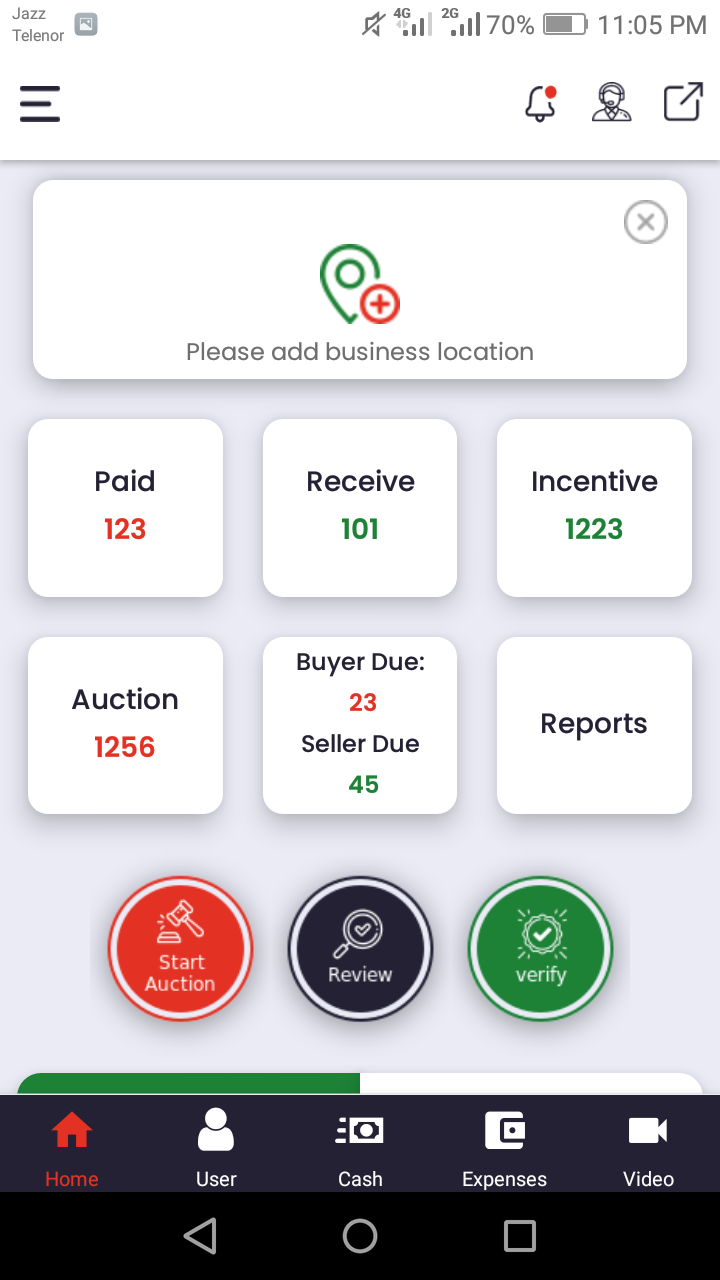 Jazz
Telenor
4G
2G
70%
11:05 PM
Please add business location
Paid
123
Receive
101
Incentive
1223
Auction
1256
Buyer Due:
23
Seller Due
45
Reports
Start
Auction
Review
verify
Home
User
Cash
Expenses
Video